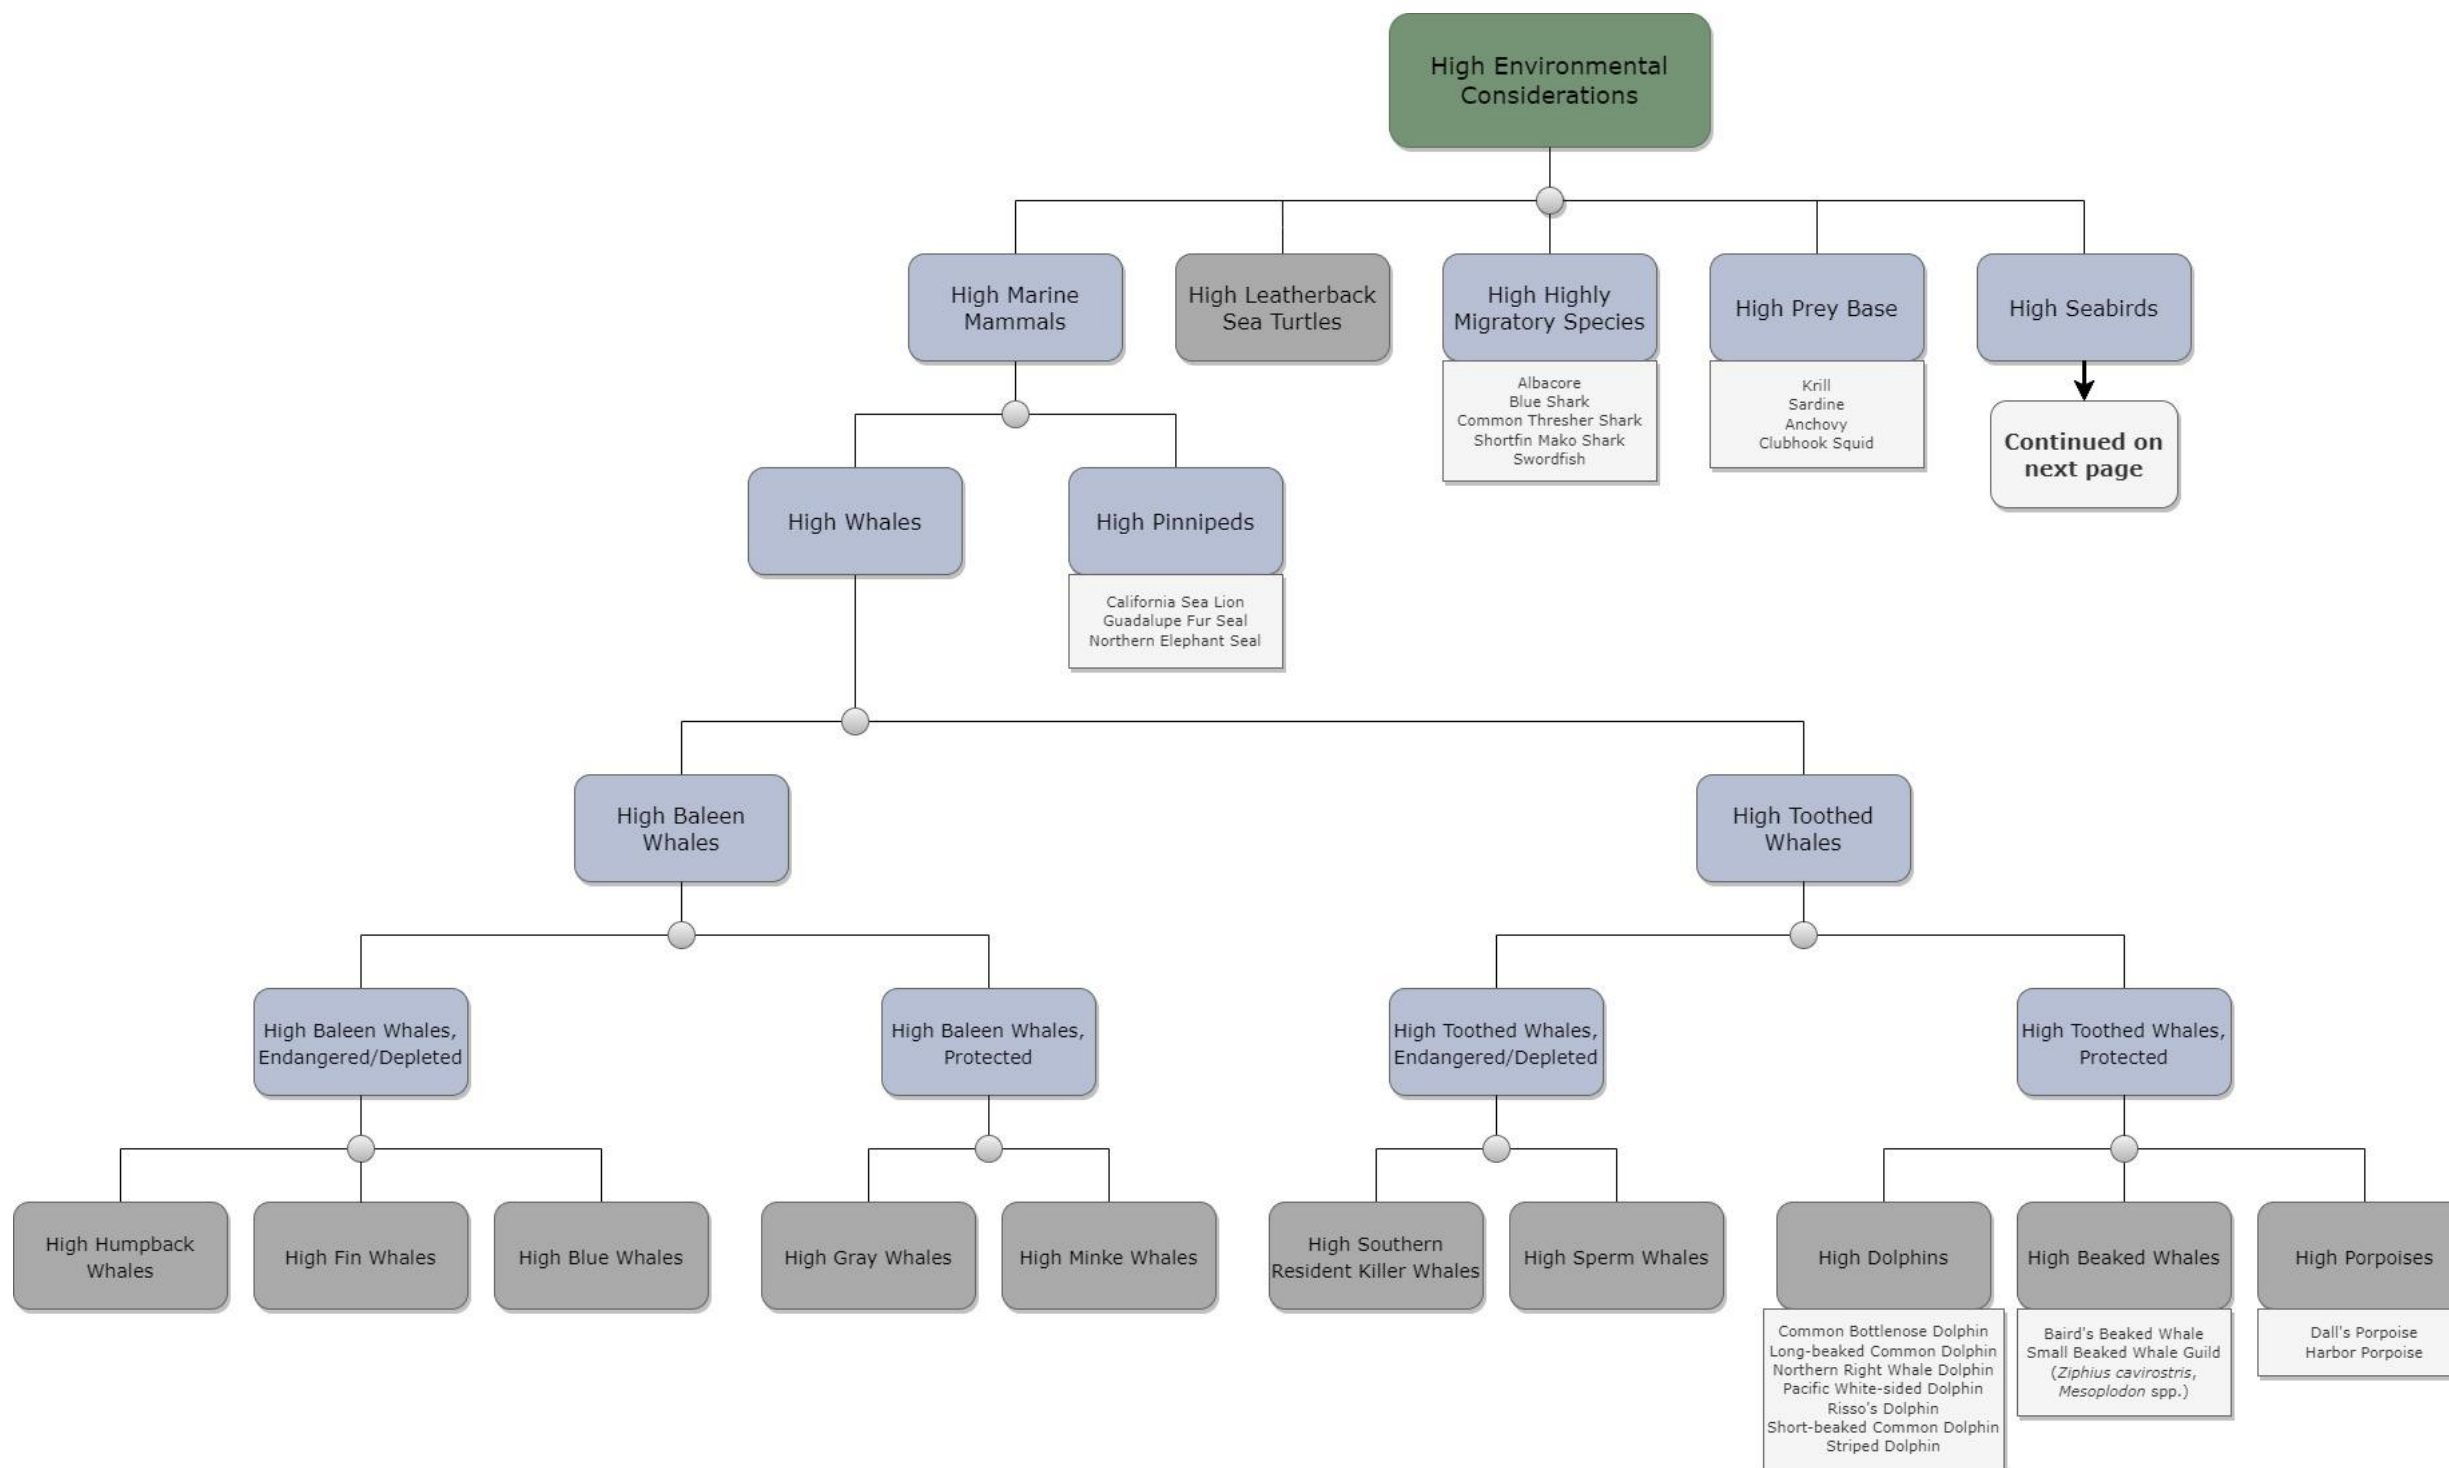 High Environmental
Considerations
High Marine
Mammals
High Leatherback
Sea Turtles
High Highly
Migratory Species
High Prey Base
High Seabirds
Albacore
Blue Shark
Common Thresher Shark
Shortfin Mako Shark
Swordfish
Krill
Sardine
Anchovy
Clubhook Squid
Continued on
next page
High Whales
High Pinnipeds
California Sea Lion
Guadalupe Fur Seal
Northern Elephant Seal
High Baleen
Whales
High Toothed
Whales
High Baleen Whales,
Endangered/Depleted
High Baleen Whales,
Protected
High Toothed Whales,
Endangered/Depleted
High Toothed Whales,
Protected
High Humpback
Whales
High Fin Whales
High Blue Whales
High Gray Whales
High Minke Whales
High Southern
Resident Killer Whales
High Sperm Whales
High Dolphins
High Beaked Whales
High Porpoises
Common Bottlenose Dolphin
Long-beaked Common Dolphin
Northern Right Whale Dolphin
Pacific White-sided Dolphin
Risso's Dolphin
Short-beaked Common Dolphin
Striped Dolphin
Baird's Beaked Whale
Small Beaked Whale Guild
(Ziphius cavirostris,
Mesoplodon spp.)
Dall's Porpoise
Harbor Porpoise